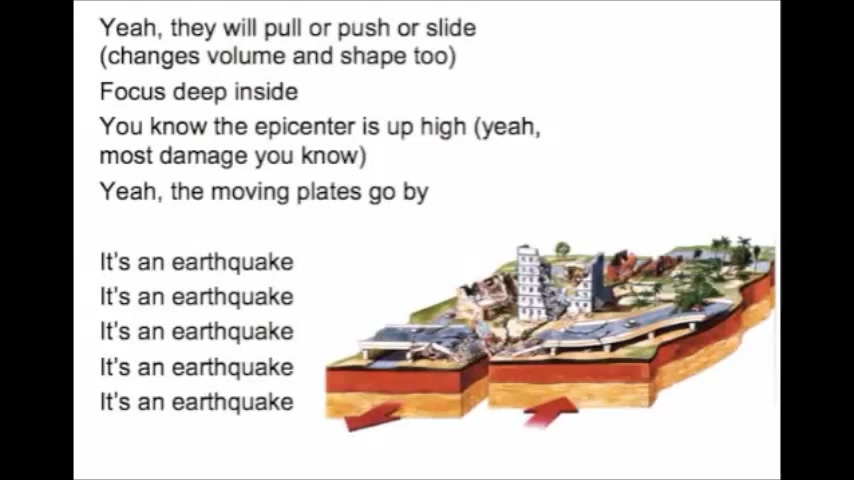 Yeah, they will pull or push or slide
(changes volume and shape too)
Focus deep inside
You know the epicenter is up high (yeah,
most damage you know)
Yeah, the moving plates go by
It's an earthquake
It's an earthquake
It's an earthquake
It's an earthquake
It's an earthquake